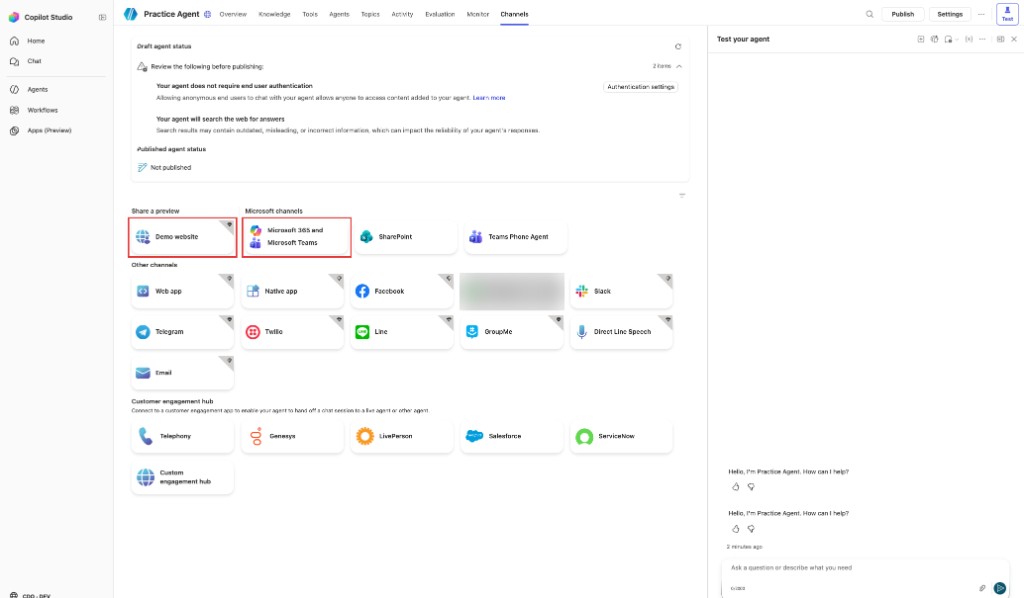 Copilot Studio
Home
Chat
Agents
Workflows
Apps (Preview)
CDD - DEV
Practice Agent
Overview
Knowledge
Tools
Agents
Topics
Activity
Evaluation
Monitor
Channels
Publish
Settings
Test
Draft agent status
Review the following before publishing:
2 items
Your agent does not require end user authentication
Allowing anonymous end users to chat with your agent allows anyone to access content added to your agent. Learn more
Authentication settings
Your agent will search the web for answers
Search results may contain outdated, misleading, or incorrect information, which can impact the reliability of your agent's responses.
Published agent status
Not published
Share a preview
Microsoft channels
Demo website
Microsoft 365 and
Microsoft Teams
SharePoint
Teams Phone Agent
Other channels
Web app
Native app
Facebook
Slack
Telegram
Twilio
Line
GroupMe
Direct Line Speech
Email
Customer engagement hub
Connect to a customer engagement app to enable your agent to hand off a chat session to a live agent or other agent
Telephony
Genesys
LivePerson
Salesforce
ServiceNow
Custom
engagement hub
Test your agent
Hello, I'm Practice Agent. How can I help?
Hello, I'm Practice Agent. How can I help?
2 minutes ago
Ask a question or describe what you need
0/2000